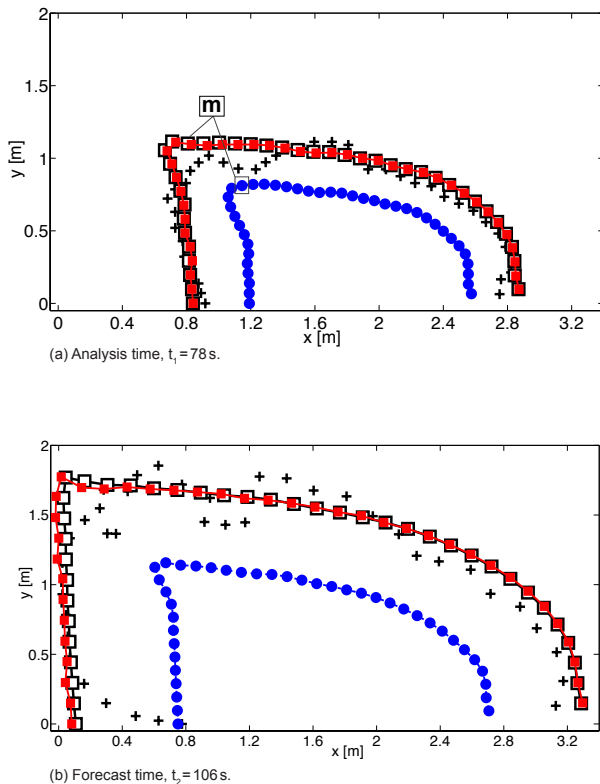 2
1.5
1
0.5
0
y [m]
m
0 0.4 0.8 1.2 1.6 2 2.4 2.8 3.2
x [m]
(a) Analysis time, t₁ = 78 s.
2
1.5
1
0.5
0
y [m]
0 0.4 0.8 1.2 1.6 2 2.4 2.8 3.2
x [m]
(b) Forecast time, t₂ = 106 s.